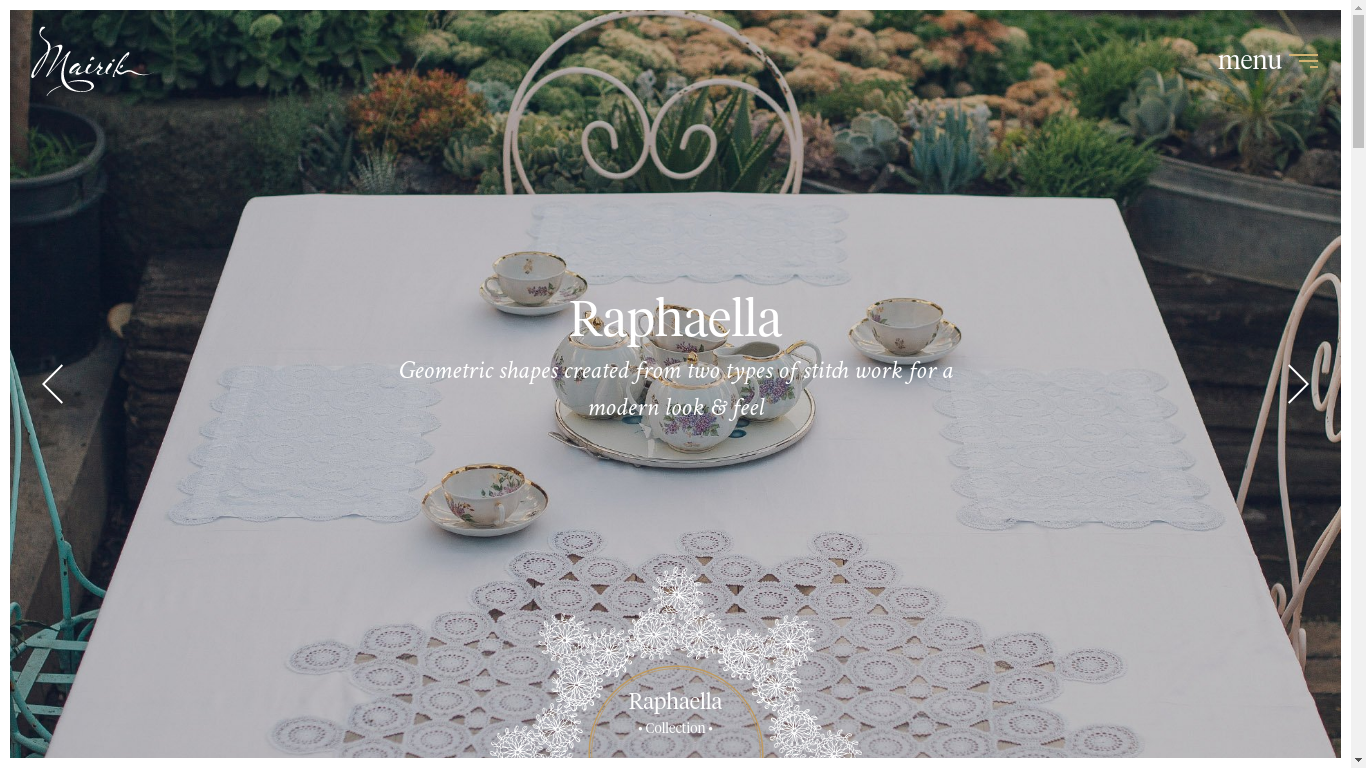 Mairik
menu
Raphaella
Geometric shapes created from two types of stitch work for a
modern look & feel
Raphaella
• Collection •